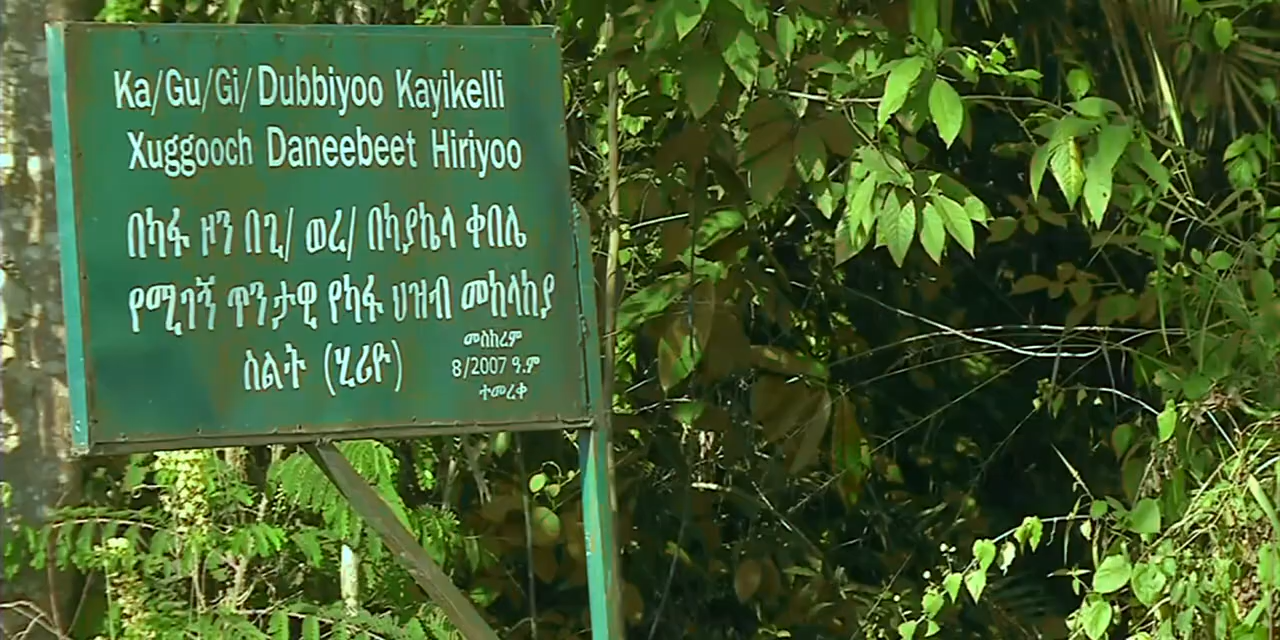 Ka/Gu/Gi/ Dubbiyoo Kayikelli
Xuggooch Daneebeet Hiriyoo
በካፋ ዞን በጊ/ ወረ/ በካያኬላ ቀበሌ
የሚገኝ ጥንታዊ የካፋ ህዝብ መከላከያ
ስልት (ሂሪዮ)
መስከረም
8/2007 ዓ.ም
ተመረቀ